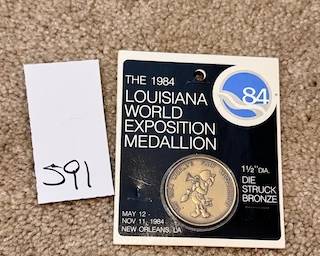 591
THE 1984
LOUISIANA
WORLD
EXPOSITION
MEDALLION
84
1½" DIA.
DIE
STRUCK
BRONZE
MAY 12 -
NOV. 11, 1984
NEW ORLEANS, LA